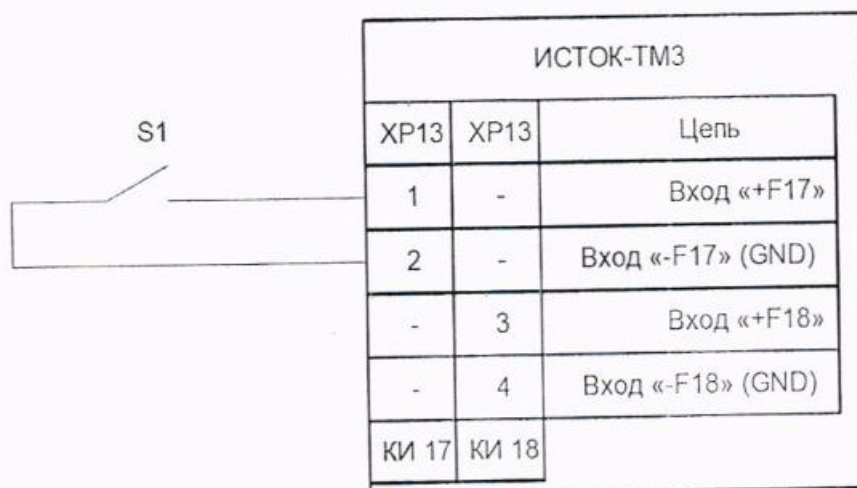 ИСТОК-ТМ3
S1
ХР13 ХР13 Цепь
1 - Вход «+F17»
2 - Вход «-F17» (GND)
- 3 Вход «+F18»
- 4 Вход «-F18» (GND)
КИ 17 КИ 18